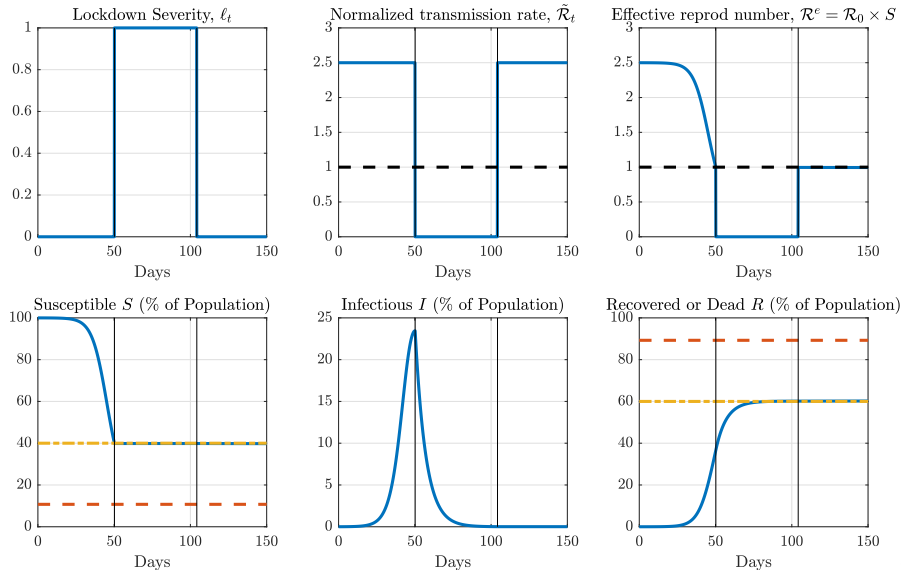 Lockdown Severity, ℓt
1
0.8
0.6
0.4
0.2
0
0 50 100 150
Days
Normalized transmission rate, R̃t
3
2.5
2
1.5
1
0.5
0
0 50 100 150
Days
Effective reprod number, Rᵉ = R0 × S
3
2.5
2
1.5
1
0.5
0
0 50 100 150
Days
Susceptible S (% of Population)
100
80
60
40
20
0
0 50 100 150
Days
Infectious I (% of Population)
25
20
15
10
5
0
0 50 100 150
Days
Recovered or Dead R (% of Population)
100
80
60
40
20
0
0 50 100 150
Days